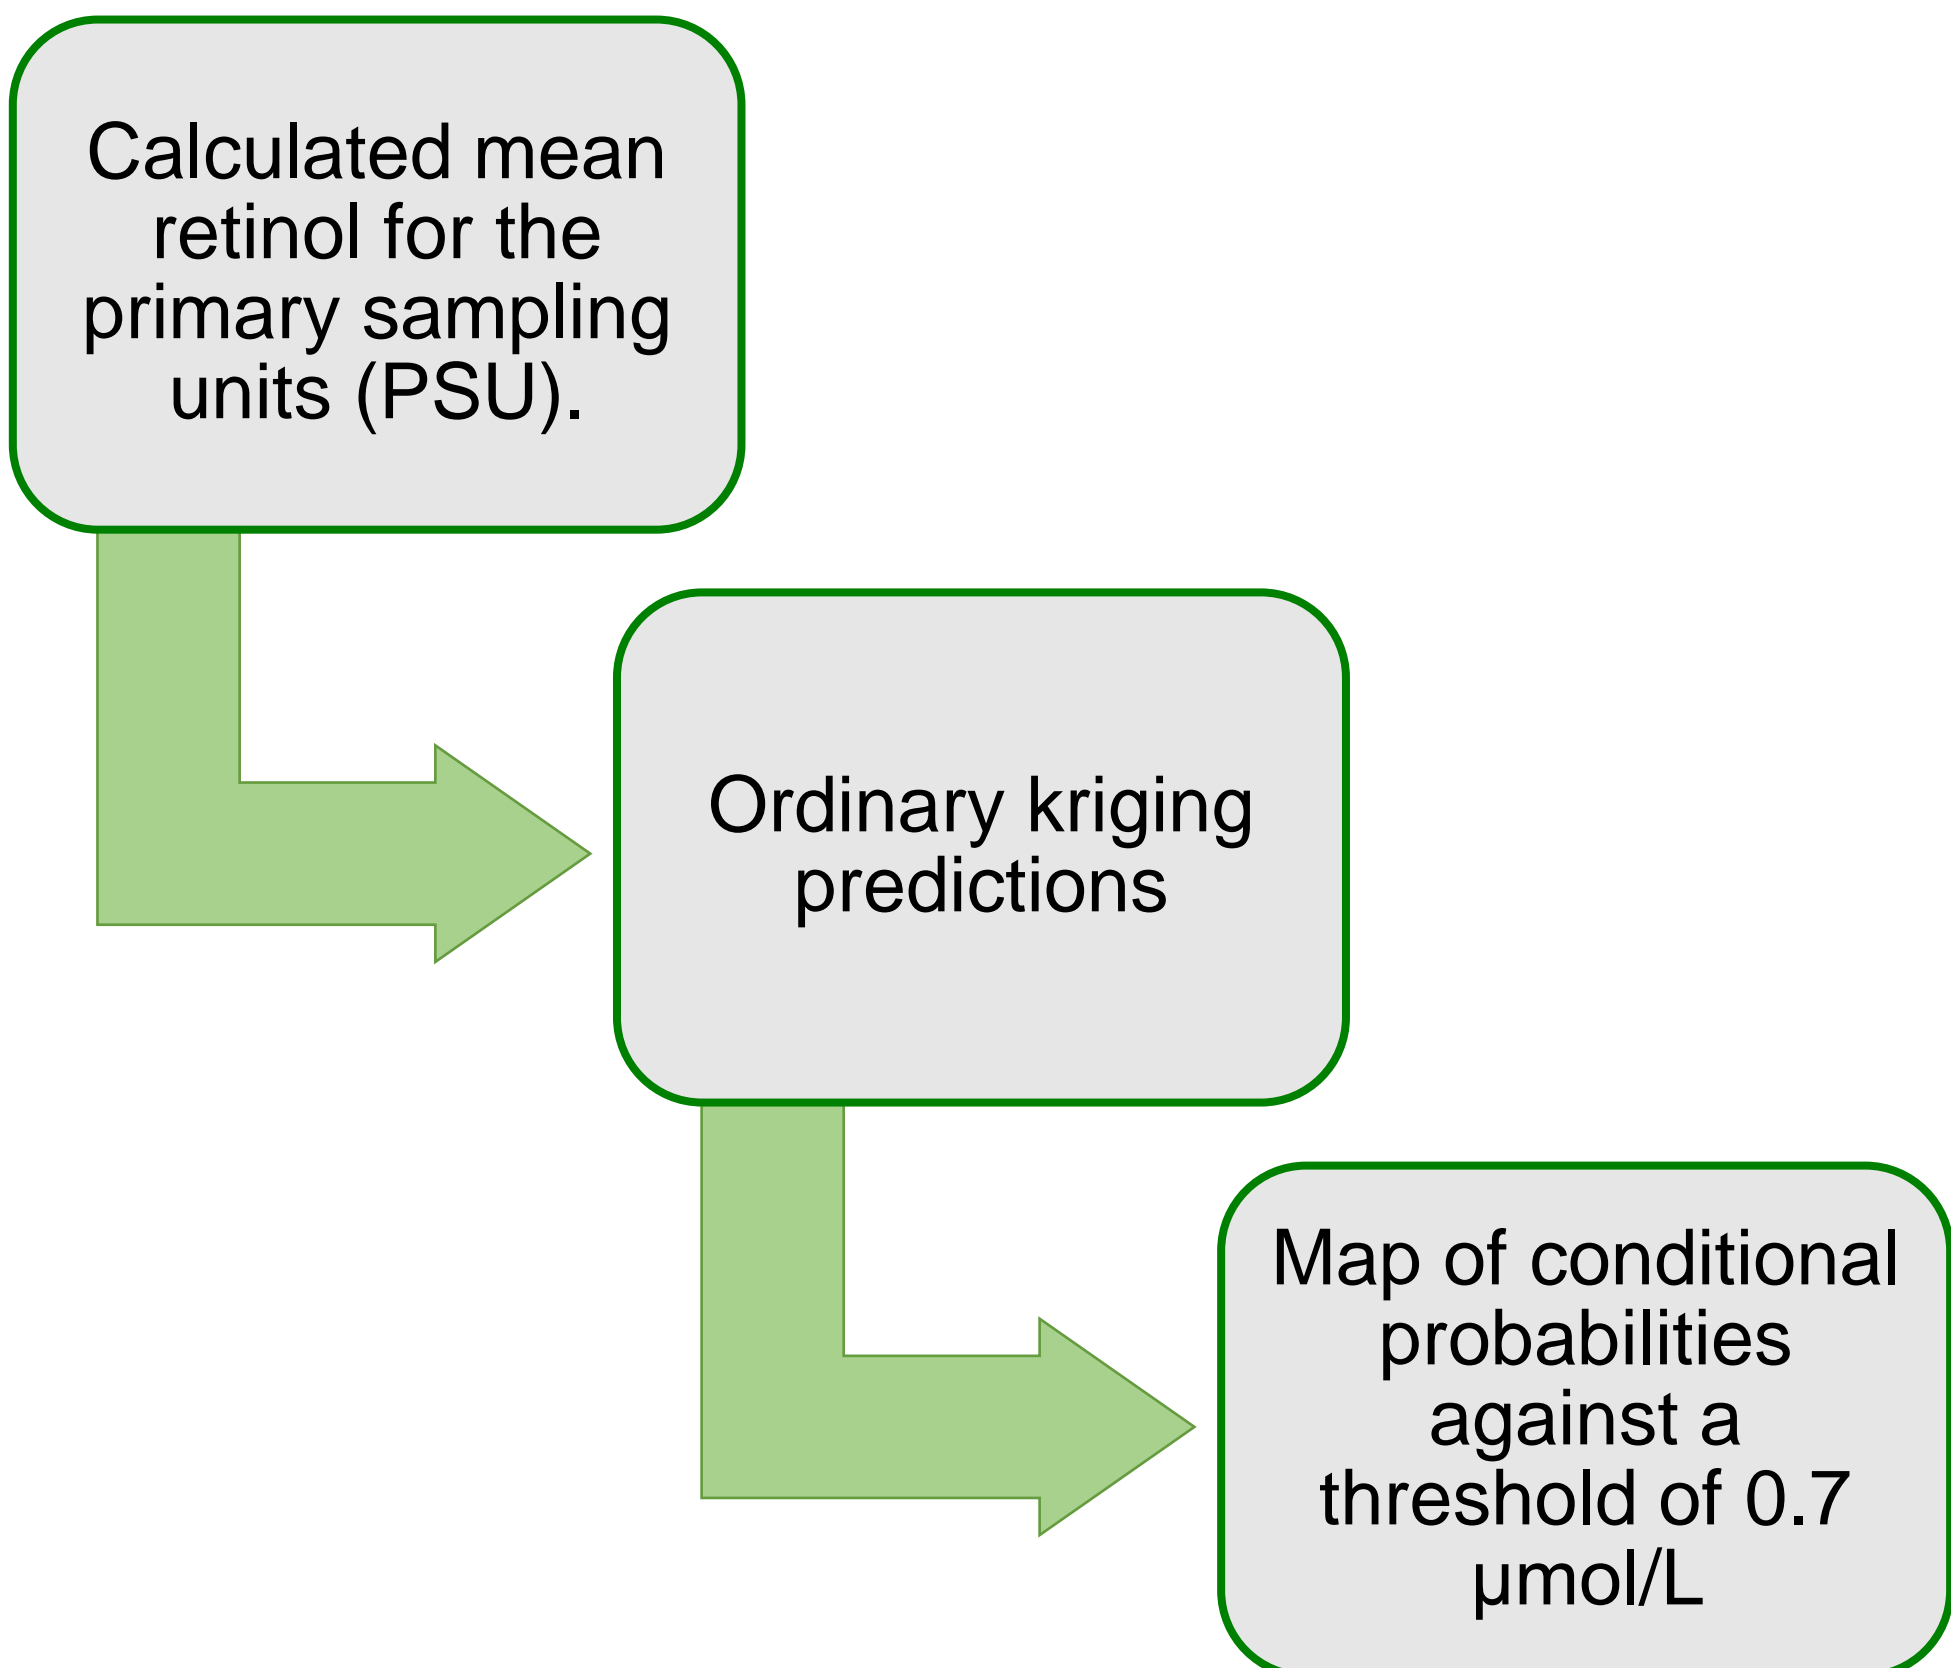 Calculated mean
retinol for the
primary sampling
units (PSU).
Ordinary kriging
predictions
Map of conditional
probabilities
against a
threshold of 0.7
µmol/L